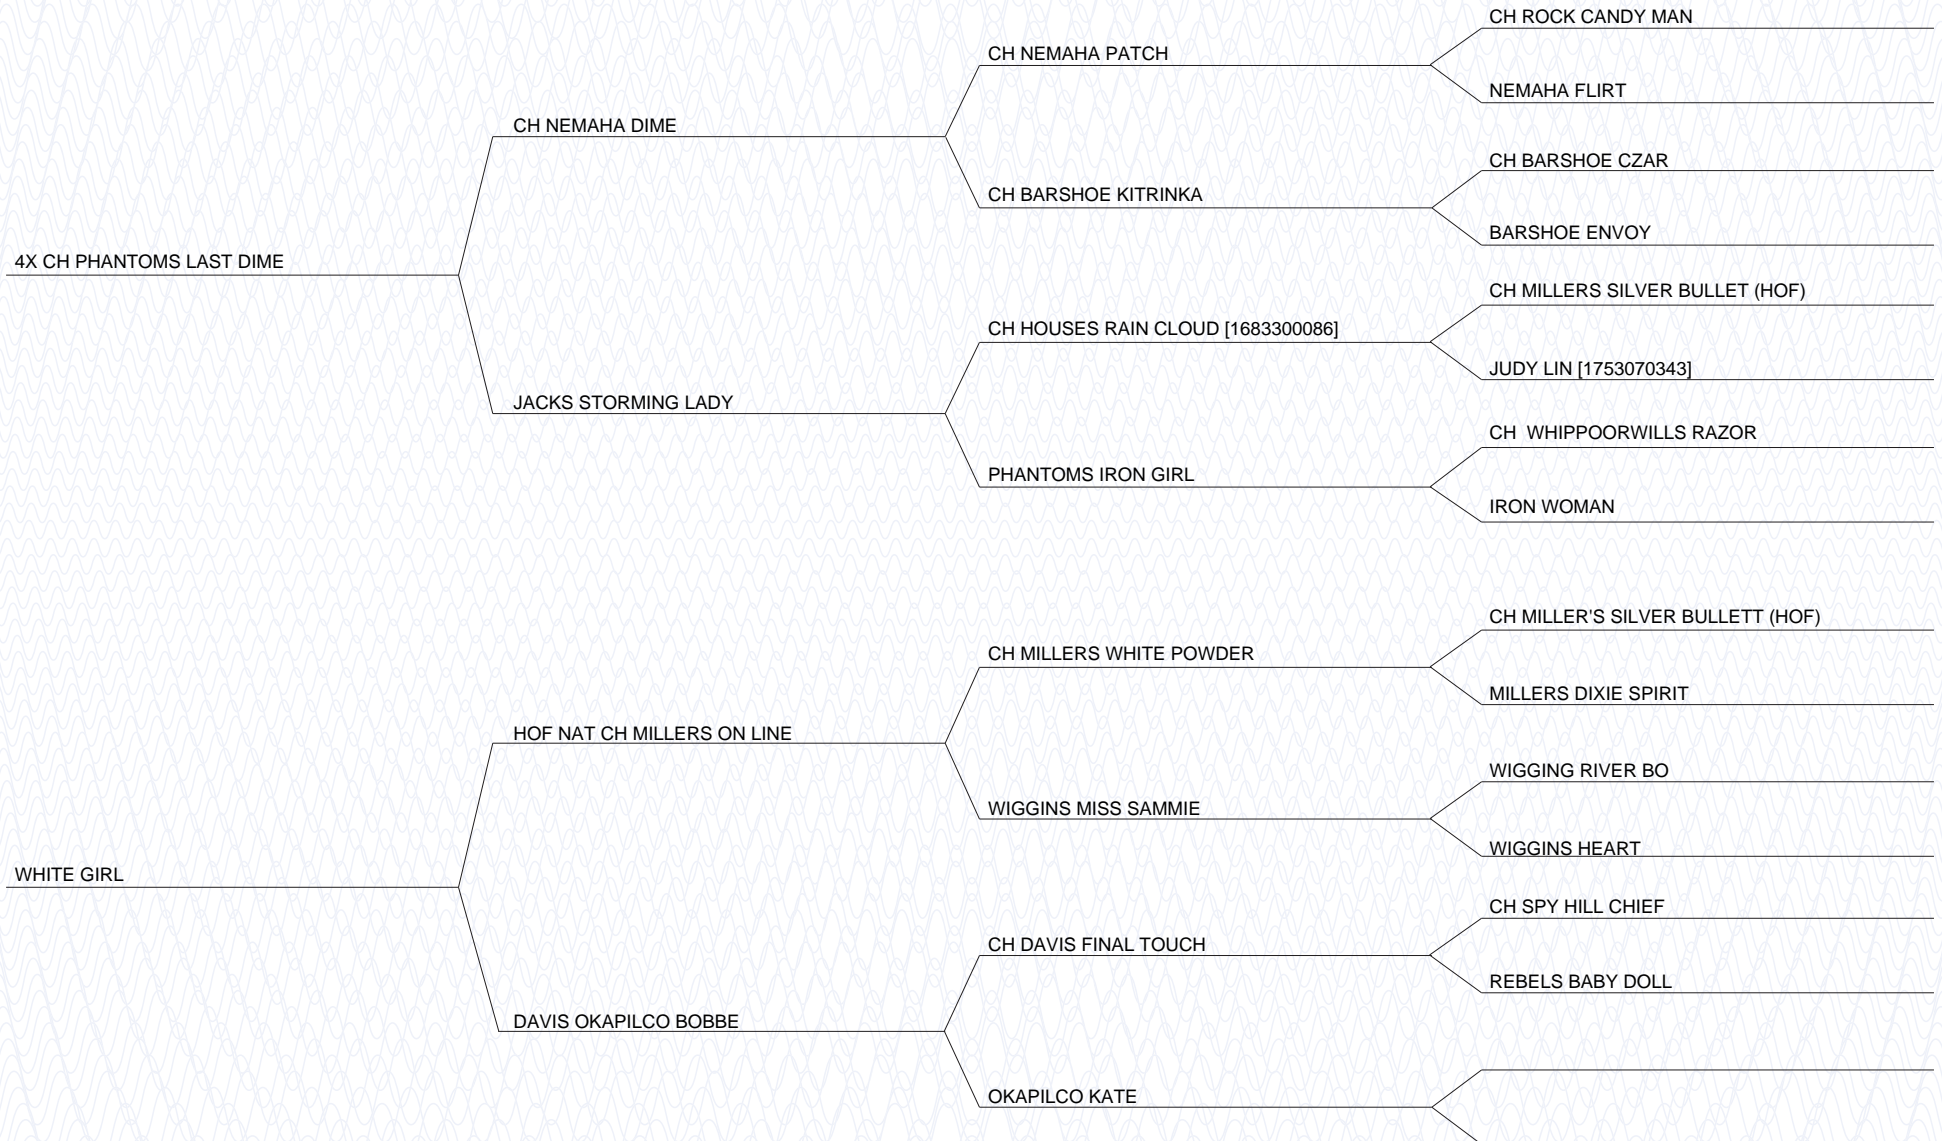 CH ROCK CANDY MAN
CH NEMAHA PATCH
NEMAHA FLIRT
CH NEMAHA DIME
CH BARSHOE CZAR
CH BARSHOE KITRINKA
BARSHOE ENVOY
4X CH PHANTOMS LAST DIME
CH MILLERS SILVER BULLET (HOF)
CH HOUSES RAIN CLOUD [1683300086]
JUDY LIN [1753070343]
JACKS STORMING LADY
CH  WHIPPOORWILLS RAZOR
PHANTOMS IRON GIRL
IRON WOMAN
CH MILLER'S SILVER BULLETT (HOF)
CH MILLERS WHITE POWDER
MILLERS DIXIE SPIRIT
HOF NAT CH MILLERS ON LINE
WIGGING RIVER BO
WIGGINS MISS SAMMIE
WIGGINS HEART
WHITE GIRL
CH SPY HILL CHIEF
CH DAVIS FINAL TOUCH
REBELS BABY DOLL
DAVIS OKAPILCO BOBBE
OKAPILCO KATE